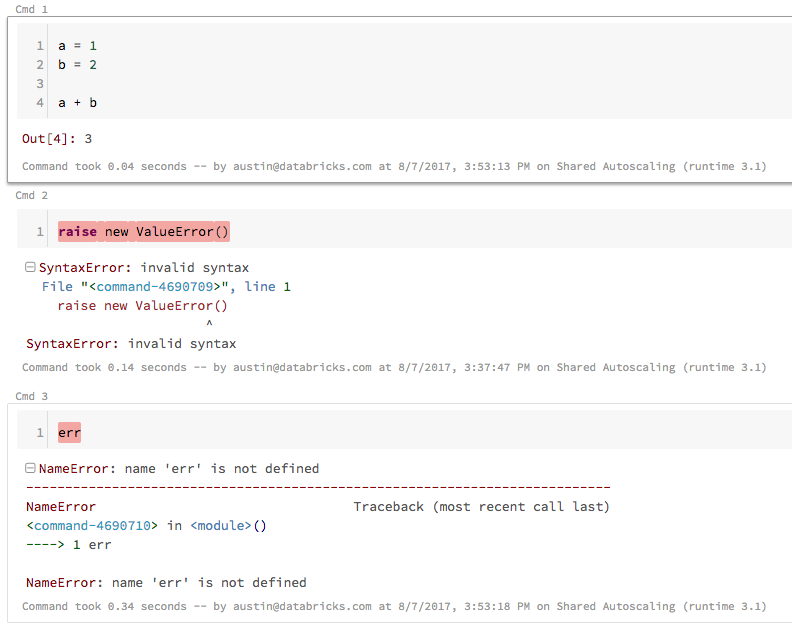 Cmd 1
1 a = 1
2 b = 2
3
4 a + b
Out[4]: 3
Command took 0.04 seconds -- by austin@databricks.com at 8/7/2017, 3:53:13 PM on Shared Autoscaling (runtime 3.1)
Cmd 2
1 raise new ValueError()
SyntaxError: invalid syntax
File "<command-4690709>", line 1
raise new ValueError()
^
SyntaxError: invalid syntax
Command took 0.14 seconds -- by austin@databricks.com at 8/7/2017, 3:37:47 PM on Shared Autoscaling (runtime 3.1)
Cmd 3
1 err
NameError: name 'err' is not defined
---------------------------------------------------------------------------
NameError Traceback (most recent call last)
<command-4690710> in <module>()
----> 1 err
NameError: name 'err' is not defined
Command took 0.34 seconds -- by austin@databricks.com at 8/7/2017, 3:53:18 PM on Shared Autoscaling (runtime 3.1)